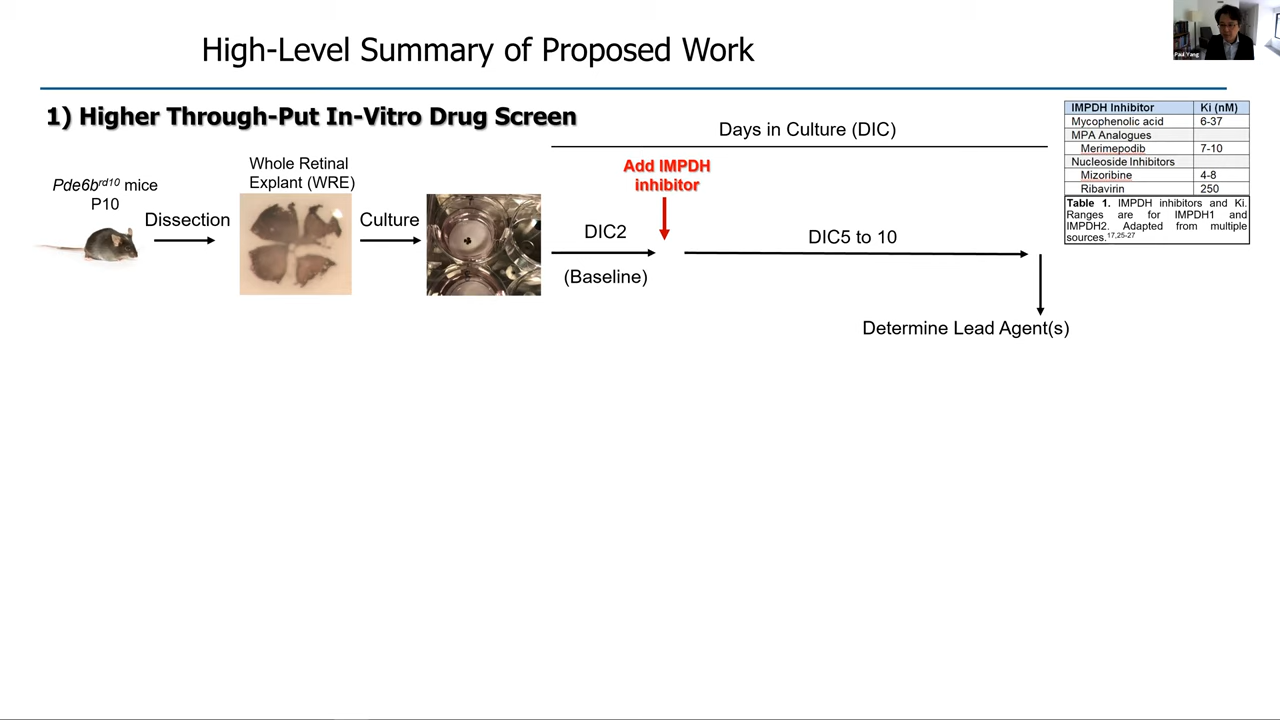 High-Level Summary of Proposed Work
Paul Yang
1) Higher Through-Put In-Vitro Drug Screen
Pde6brd10 mice
P10
Dissection
Whole Retinal
Explant (WRE)
Culture
Days in Culture (DIC)
Add IMPDH
inhibitor
DIC2
(Baseline)
DIC5 to 10
Determine Lead Agent(s)
IMPDH Inhibitor Ki (nM)
Mycophenolic acid 6-37
MPA Analogues
Merimepodib 7-10
Nucleoside Inhibitors
Mizoribine 4-8
Ribavirin 250
Table 1. IMPDH inhibitors and Ki.
Ranges are for IMPDH1 and
IMPDH2. Adapted from multiple
sources.17,25-27